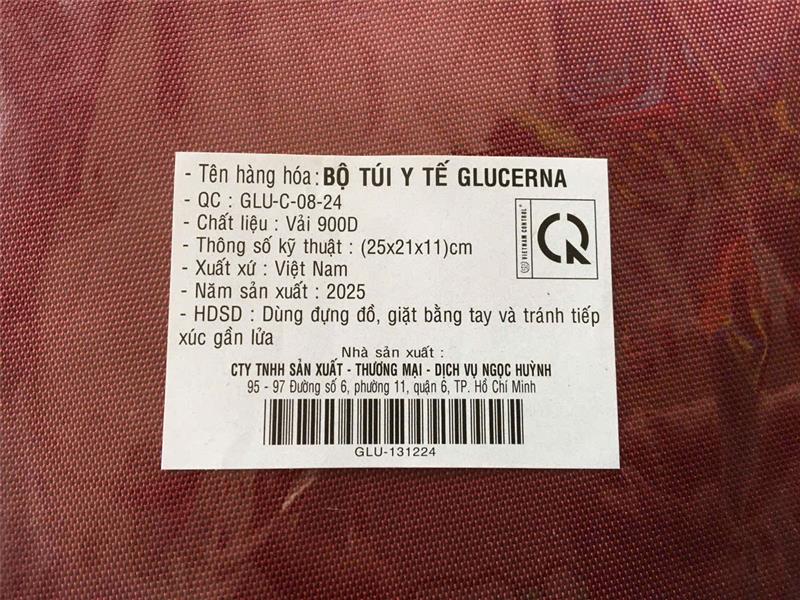 - Tên hàng hóa : BỘ TÚI Y TẾ GLUCERNA
- QC : GLU-C-08-24
- Chất liệu : Vải 900D
- Thông số kỹ thuật : (25x21x11)cm
- Xuất xứ : Việt Nam
- Năm sản xuất : 2025
- HDSD : Dùng đựng đồ, giặt bằng tay và tránh tiếp
xúc gần lửa
VIETNAM CONTROL
Nhà sản xuất :
CTY TNHH SẢN XUẤT - THƯƠNG MẠI - DỊCH VỤ NGỌC HUỲNH
95 - 97 Đường số 6, phường 11, quận 6, TP. Hồ Chí Minh
GLU-131224